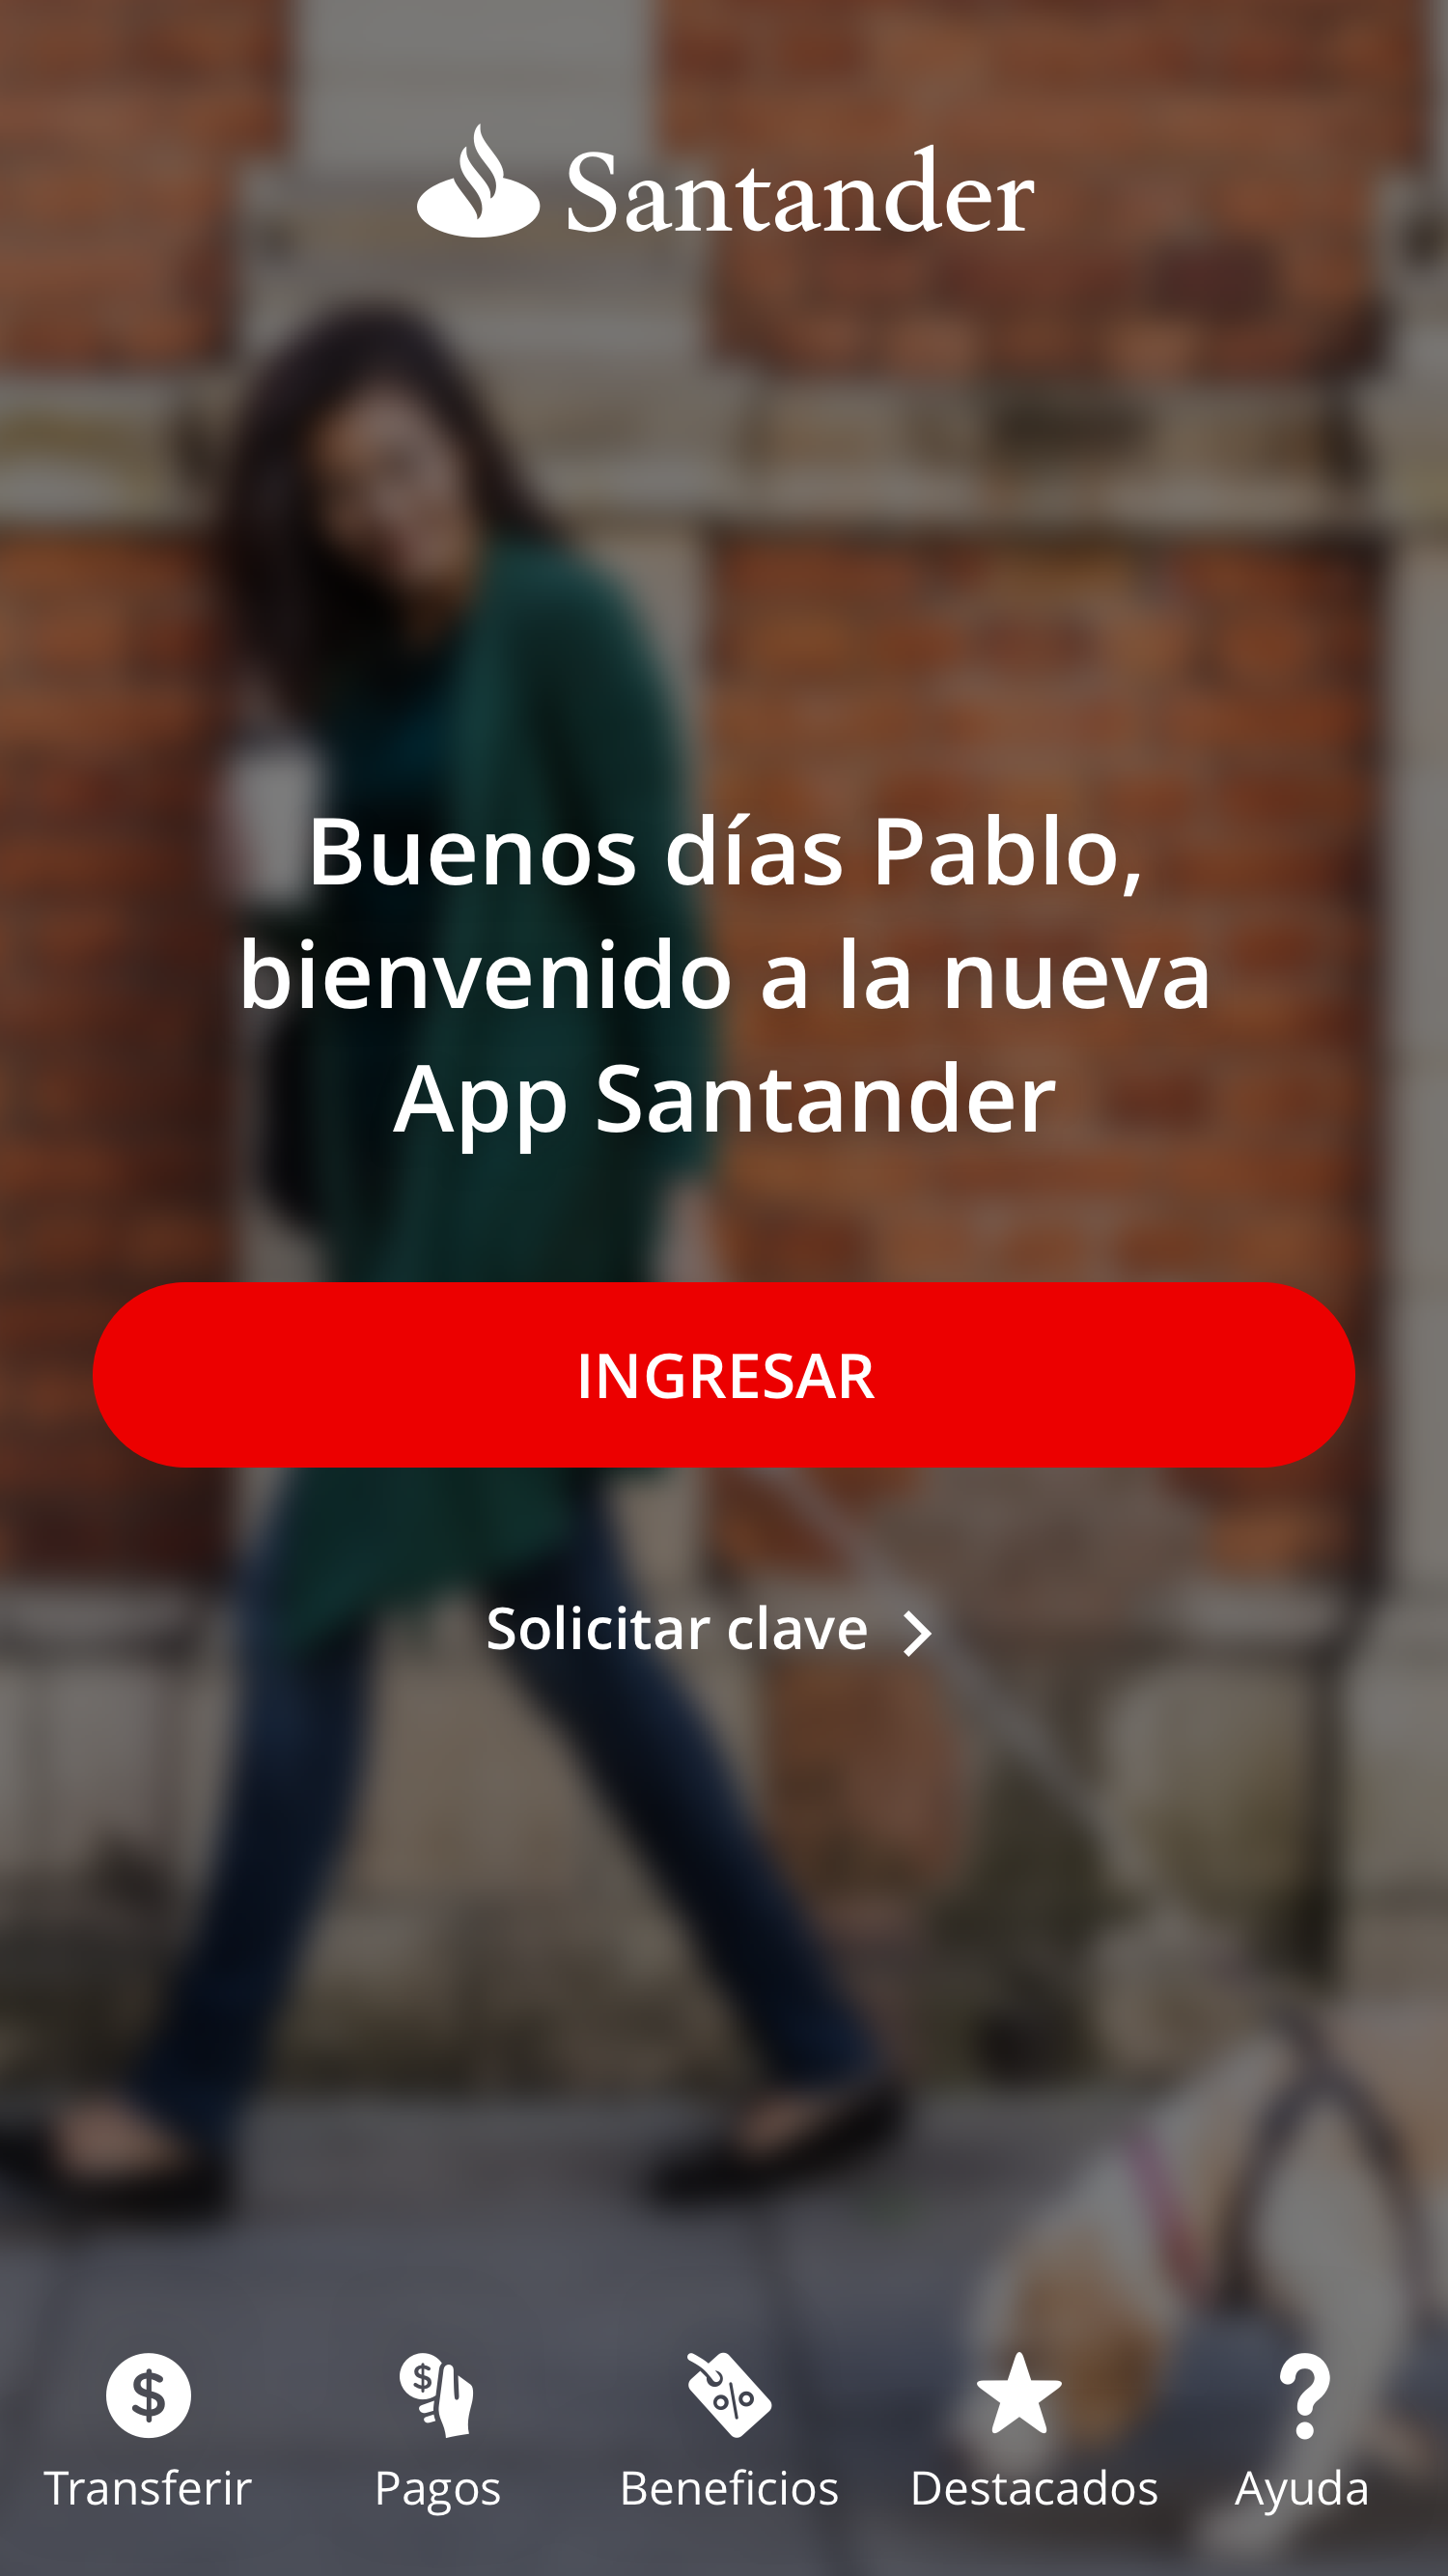 Santander
Buenos días Pablo,
bienvenido a la nueva
App Santander
INGRESAR
Solicitar clave
Transferir Pagos Beneficios Destacados Ayuda